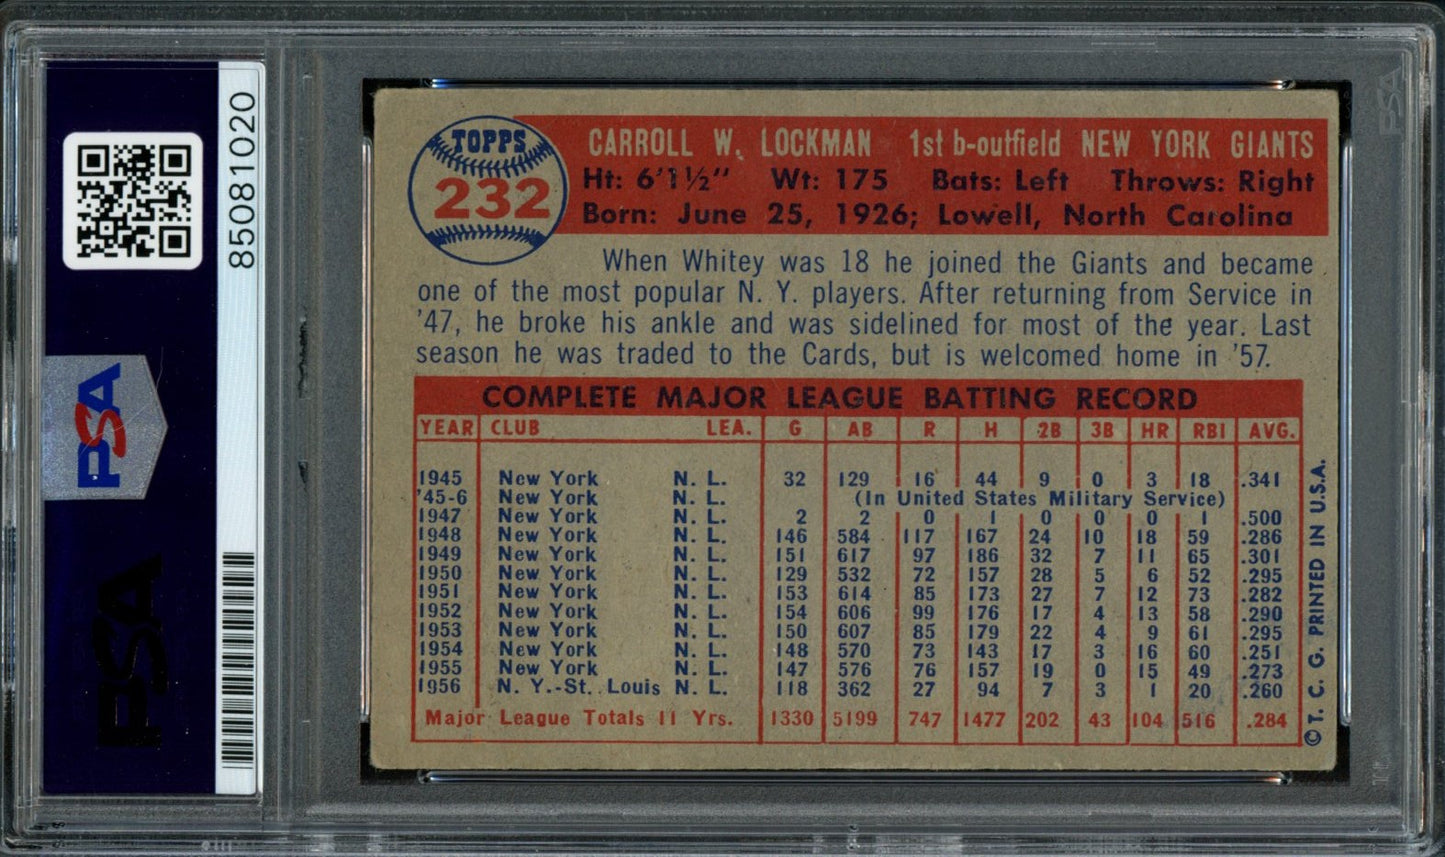 85081020
PSA
PSA
PSA
TOPPS
232
CARROLL W. LOCKMAN 1st b-outfield NEW YORK GIANTS
Ht: 6'1½" Wt: 175 Bats: Left Throws: Right
Born: June 25, 1926; Lowell, North Carolina
When Whitey was 18 he joined the Giants and became
one of the most popular N. Y. players. After returning from Service in
'47, he broke his ankle and was sidelined for most of the year. Last
season he was traded to the Cards, but is welcomed home in '57.
COMPLETE MAJOR LEAGUE BATTING RECORD
YEAR CLUB LEA. G AB R H 2B 3B HR RBI AVG.
1945 New York N. L. 32 129 16 44 9 0 3 18 .341
'45-6 New York N. L. (In United States Military Service)
1947 New York N. L. 2 2 0 1 0 0 0 1 .500
1948 New York N. L. 146 584 117 167 24 10 18 59 .286
1949 New York N. L. 151 617 97 186 32 7 11 65 .301
1950 New York N. L. 129 532 72 157 28 5 6 52 .295
1951 New York N. L. 153 614 85 173 27 7 12 73 .282
1952 New York N. L. 154 606 99 176 17 4 13 58 .290
1953 New York N. L. 150 607 85 179 22 4 9 61 .295
1954 New York N. L. 148 570 73 143 17 3 16 60 .251
1955 New York N. L. 147 576 76 157 19 0 15 49 .273
1956 N. Y.-St. Louis N. L. 118 362 27 94 7 3 1 20 .260
Major League Totals 11 Yrs. 1330 5199 747 1477 202 43 104 516 .284
© T. C. G. PRINTED IN U.S.A.